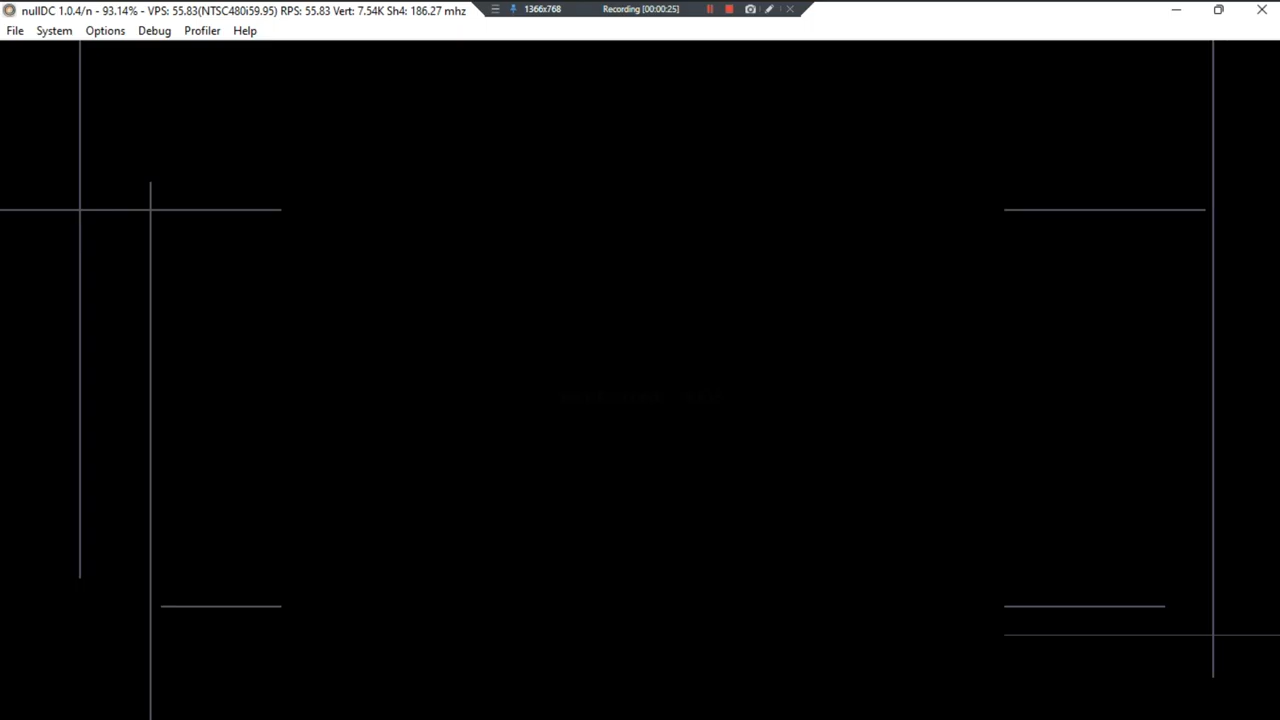 nullDC 1.0.4/n - 93.14% - VPS: 55.83(NTSC480i59.95) RPS: 55.83 Vert: 7.54K Sh4: 186.27 mhz
1366x768
Recording [00:00:25]
File System Options Debug Profiler Help